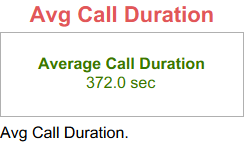 Avg Call Duration
Average Call Duration
372.0 sec
Avg Call Duration.